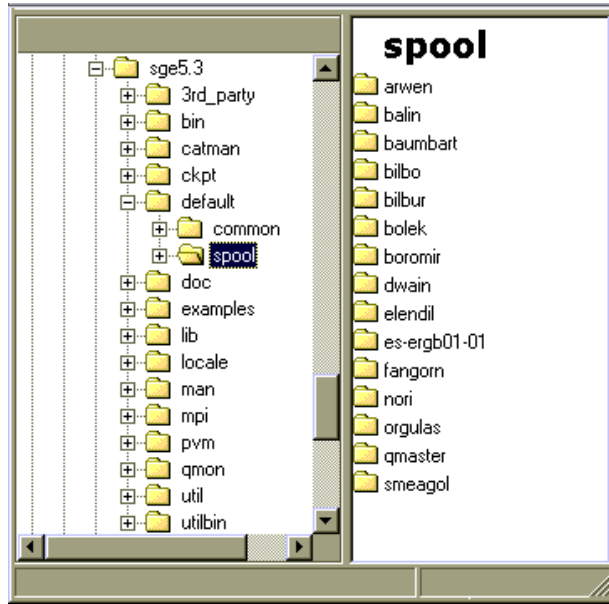 sge5.3
3rd_party
bin
catman
ckpt
default
common
spool
doc
examples
lib
locale
man
mpi
pvm
qmon
util
utilbin
spool
arwen
balin
baumbart
bilbo
bilbur
bolek
boromir
dwain
elendil
es-ergb01-01
fangorn
nori
orgulas
qmaster
smeagol